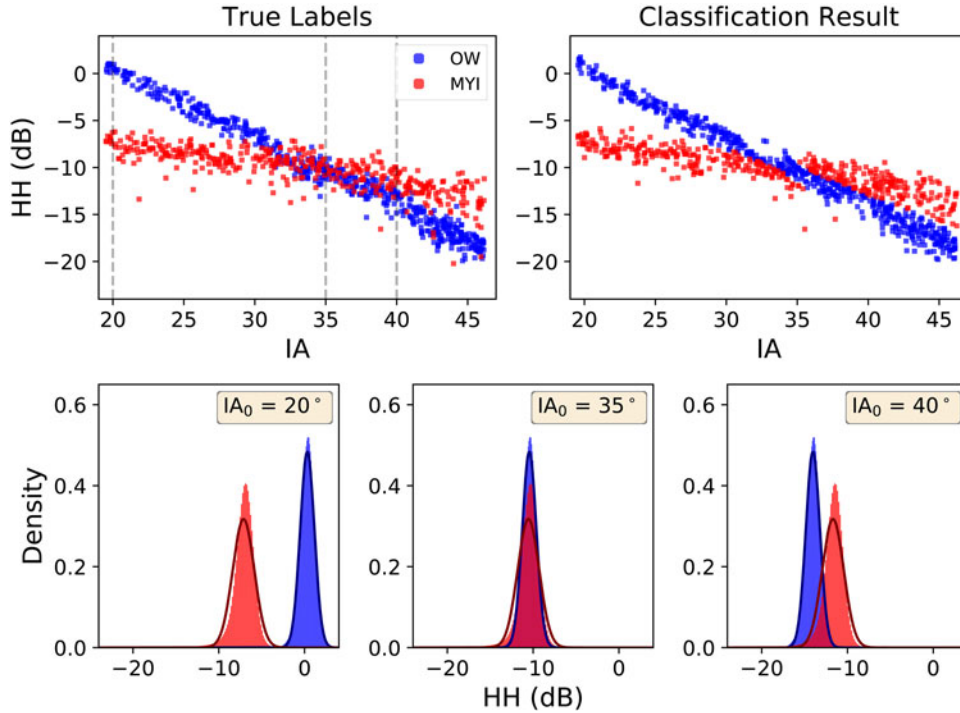 True Labels
Classification Result
OW
MYI
HH (dB)
0
−5
−10
−15
−20
20 25 30 35 40 45
IA
0
−5
−10
−15
−20
20 25 30 35 40 45
IA
Density
0.6
0.4
0.2
0.0
IA₀ = 20°
−20 −10 0
0.6
0.4
0.2
0.0
IA₀ = 35°
−20 −10 0
HH (dB)
0.6
0.4
0.2
0.0
IA₀ = 40°
−20 −10 0